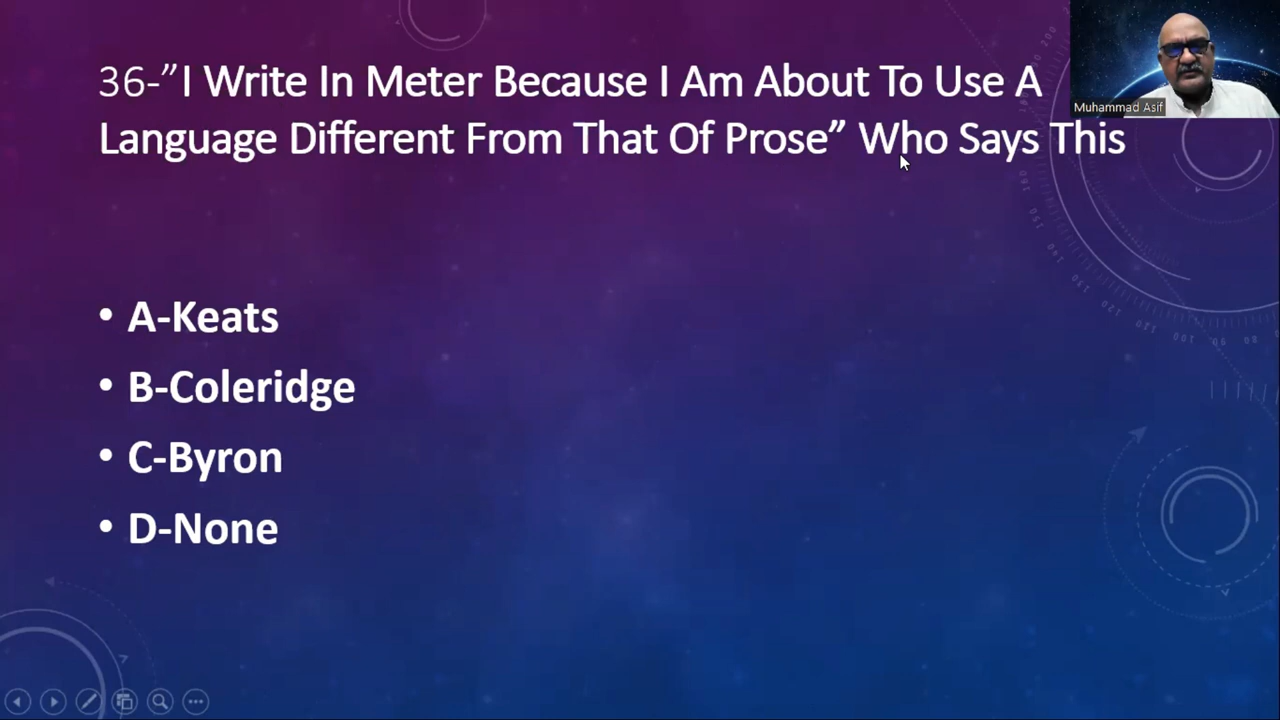 36-”I Write In Meter Because I Am About To Use A
Language Different From That Of Prose” Who Says This
Muhammad Asif
• A-Keats
• B-Coleridge
• C-Byron
• D-None